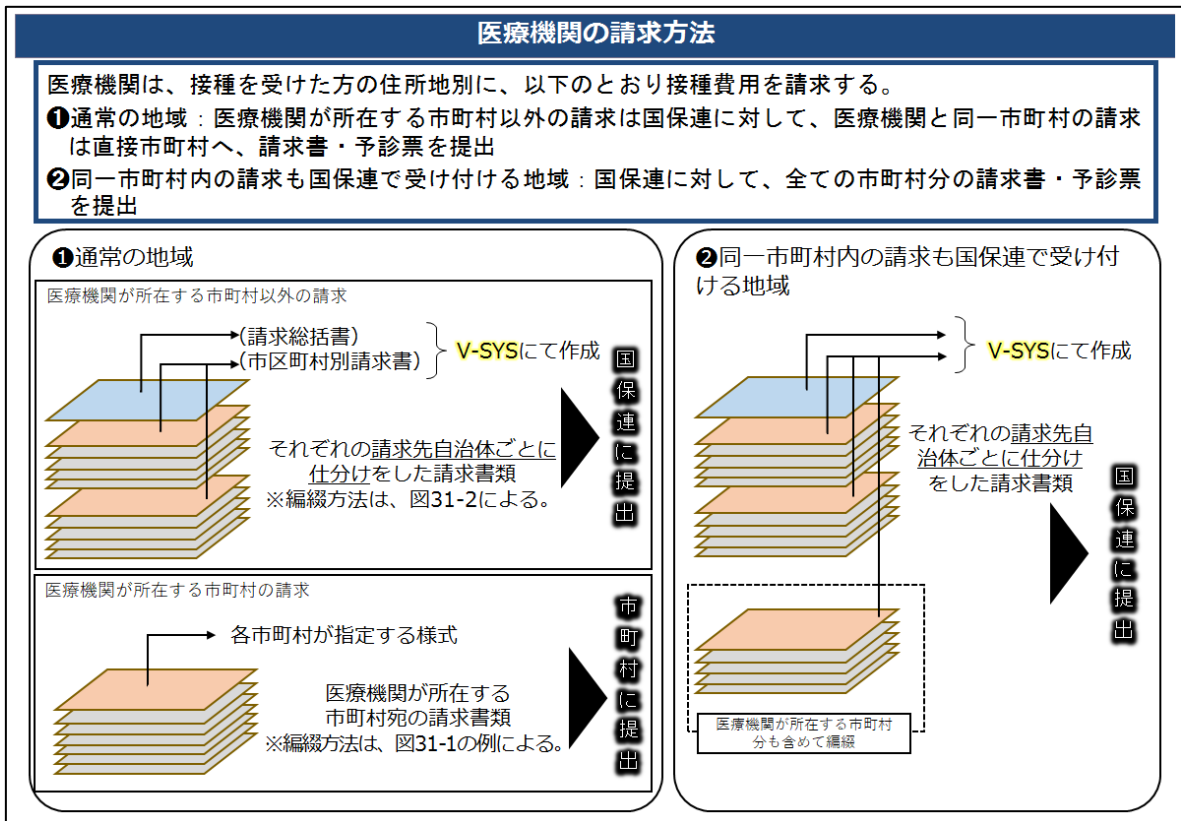 医療機関の請求方法
医療機関は、接種を受けた方の住所地別に、以下のとおり接種費用を請求する。
❶通常の地域：医療機関が所在する市町村以外の請求は国保連に対して、医療機関と同一市町村の請求
は直接市町村へ、請求書・予診票を提出
❷同一市町村内の請求も国保連で受け付ける地域：国保連に対して、全ての市町村分の請求書・予診票
を提出
❶通常の地域
医療機関が所在する市町村以外の請求
(請求総括書)
(市区町村別請求書)
V-SYSにて作成
それぞれの請求先自治体ごとに
仕分けをした請求書類
※編綴方法は、図31-2による。
国保連に提出
医療機関が所在する市町村の請求
各市町村が指定する様式
医療機関が所在する
市町村宛の請求書類
※編綴方法は、図31-1の例による。
市町村に提出
❷同一市町村内の請求も国保連で受け付
ける地域
V-SYSにて作成
それぞれの請求先自
治体ごとに仕分け
をした請求書類
国保連に提出
医療機関が所在する市町村
分も含めて編綴